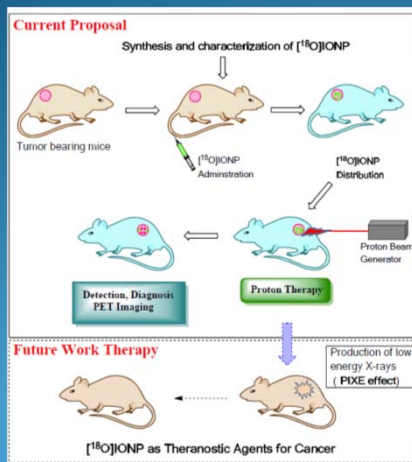 Current Proposal
Synthesis and characterization of [¹⁸O]IONP
Tumor bearing mice
[¹⁸O]IONP
Adminstration
[¹⁸O]IONP
Distribution
Proton Beam
Generator
Proton Therapy
Detection, Diagnosis
PET Imaging
Future Work Therapy
Production of low
energy X-rays
( PIXE effect)
[¹⁸O]IONP as Theranostic Agents for Cancer